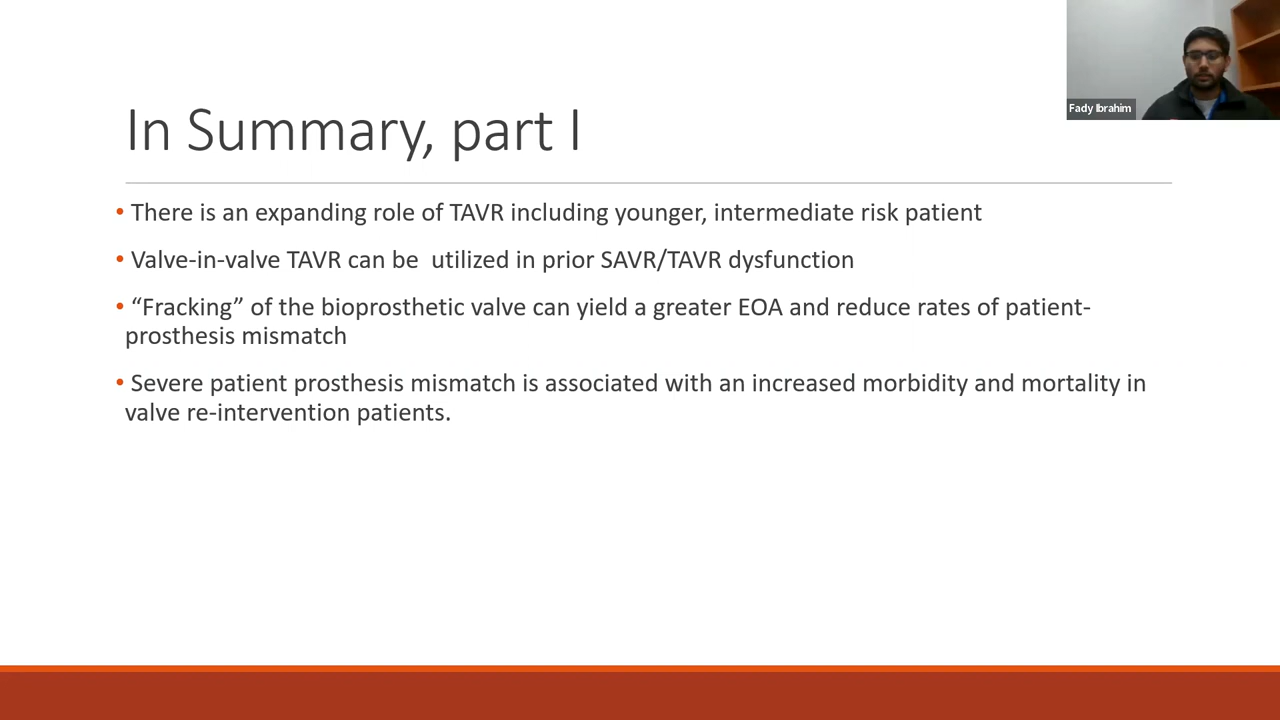 Fady Ibrahim
In Summary, part I
• There is an expanding role of TAVR including younger, intermediate risk patient
• Valve-in-valve TAVR can be  utilized in prior SAVR/TAVR dysfunction
• “Fracking” of the bioprosthetic valve can yield a greater EOA and reduce rates of patient-
prosthesis mismatch
• Severe patient prosthesis mismatch is associated with an increased morbidity and mortality in
valve re-intervention patients.